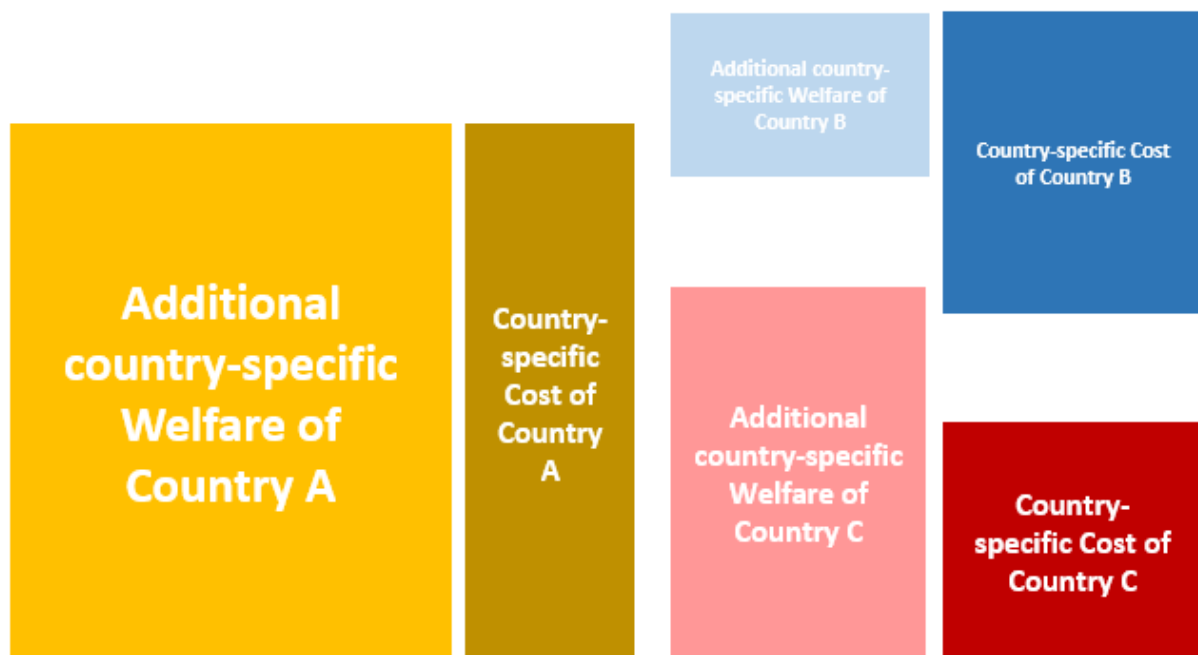 Additional
country-specific
Welfare of
Country A
Country-
specific
Cost of
Country
A
Additional country-
specific Welfare of
Country B
Country-specific Cost
of Country B
Additional
country-specific
Welfare of
Country C
Country-
specific Cost of
Country C